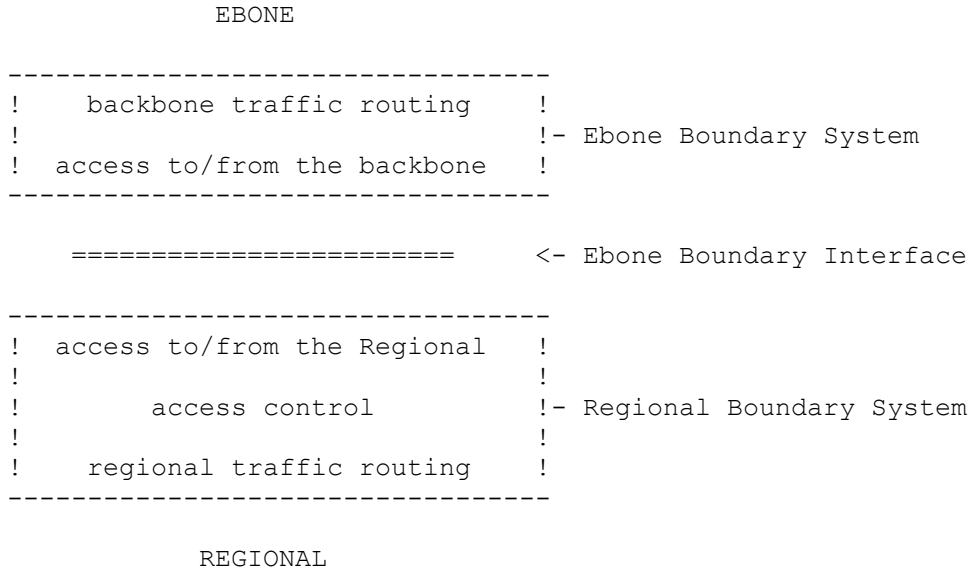 EBONE
----------------------------------
!    backbone traffic routing    !
!                                !- Ebone Boundary System
!  access to/from the backbone   !
----------------------------------
========================     <- Ebone Boundary Interface
----------------------------------
!  access to/from the Regional   !
!                                !
!        access control          !- Regional Boundary System
!                                !
!    regional traffic routing    !
----------------------------------
REGIONAL